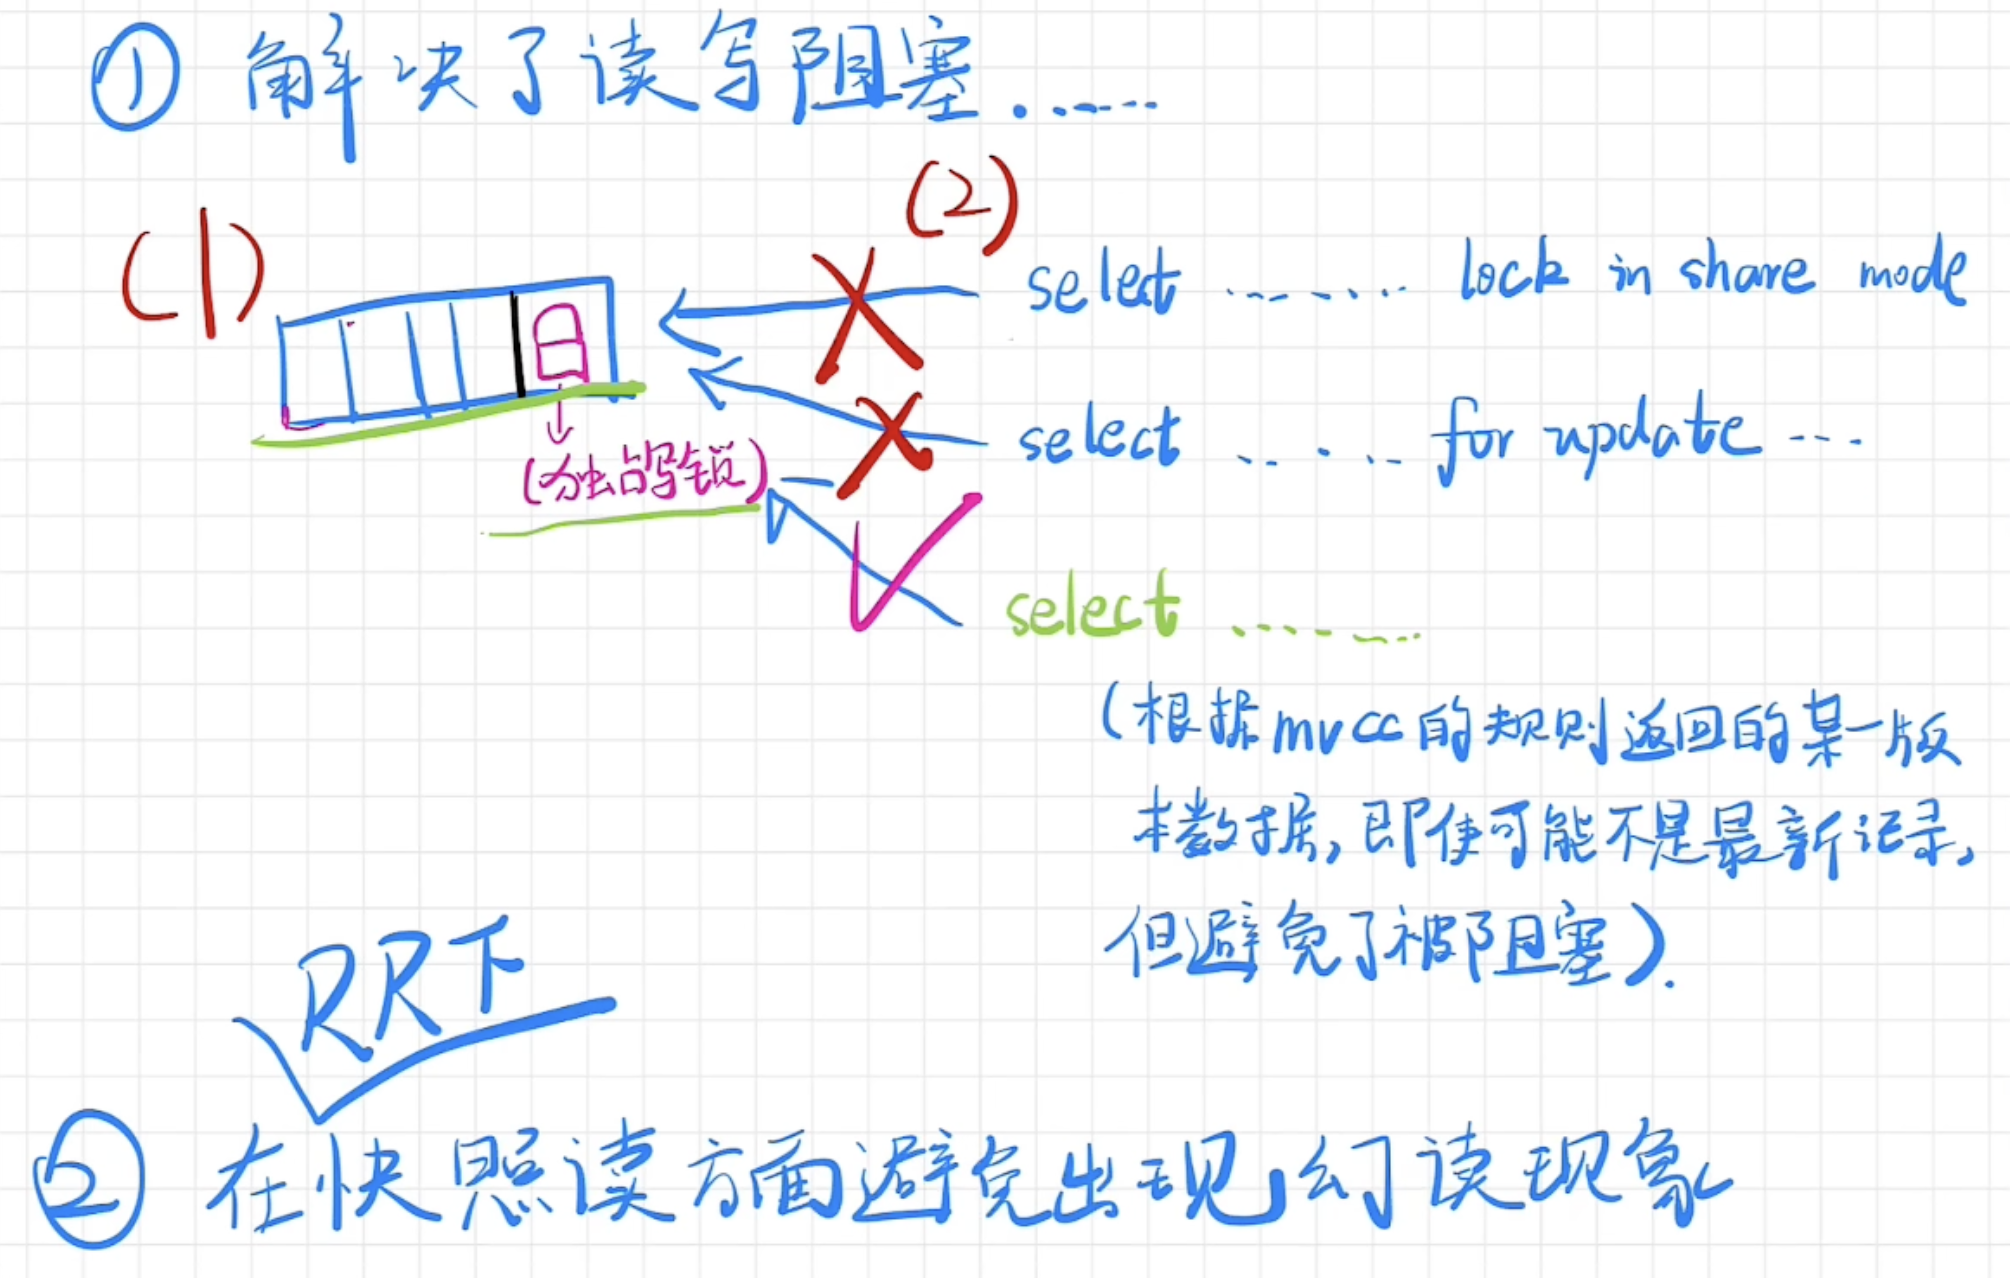 ① 解决了读写阻塞......
(1)
(2)
select ........ lock in share mode
select ...... for update ...
(独占写锁)
select ........
(根据mvcc的规则返回的某一版
本数据,即使可能不是最新记录,
但避免了被阻塞).
RR下
② 在快照读方面避免出现幻读现象